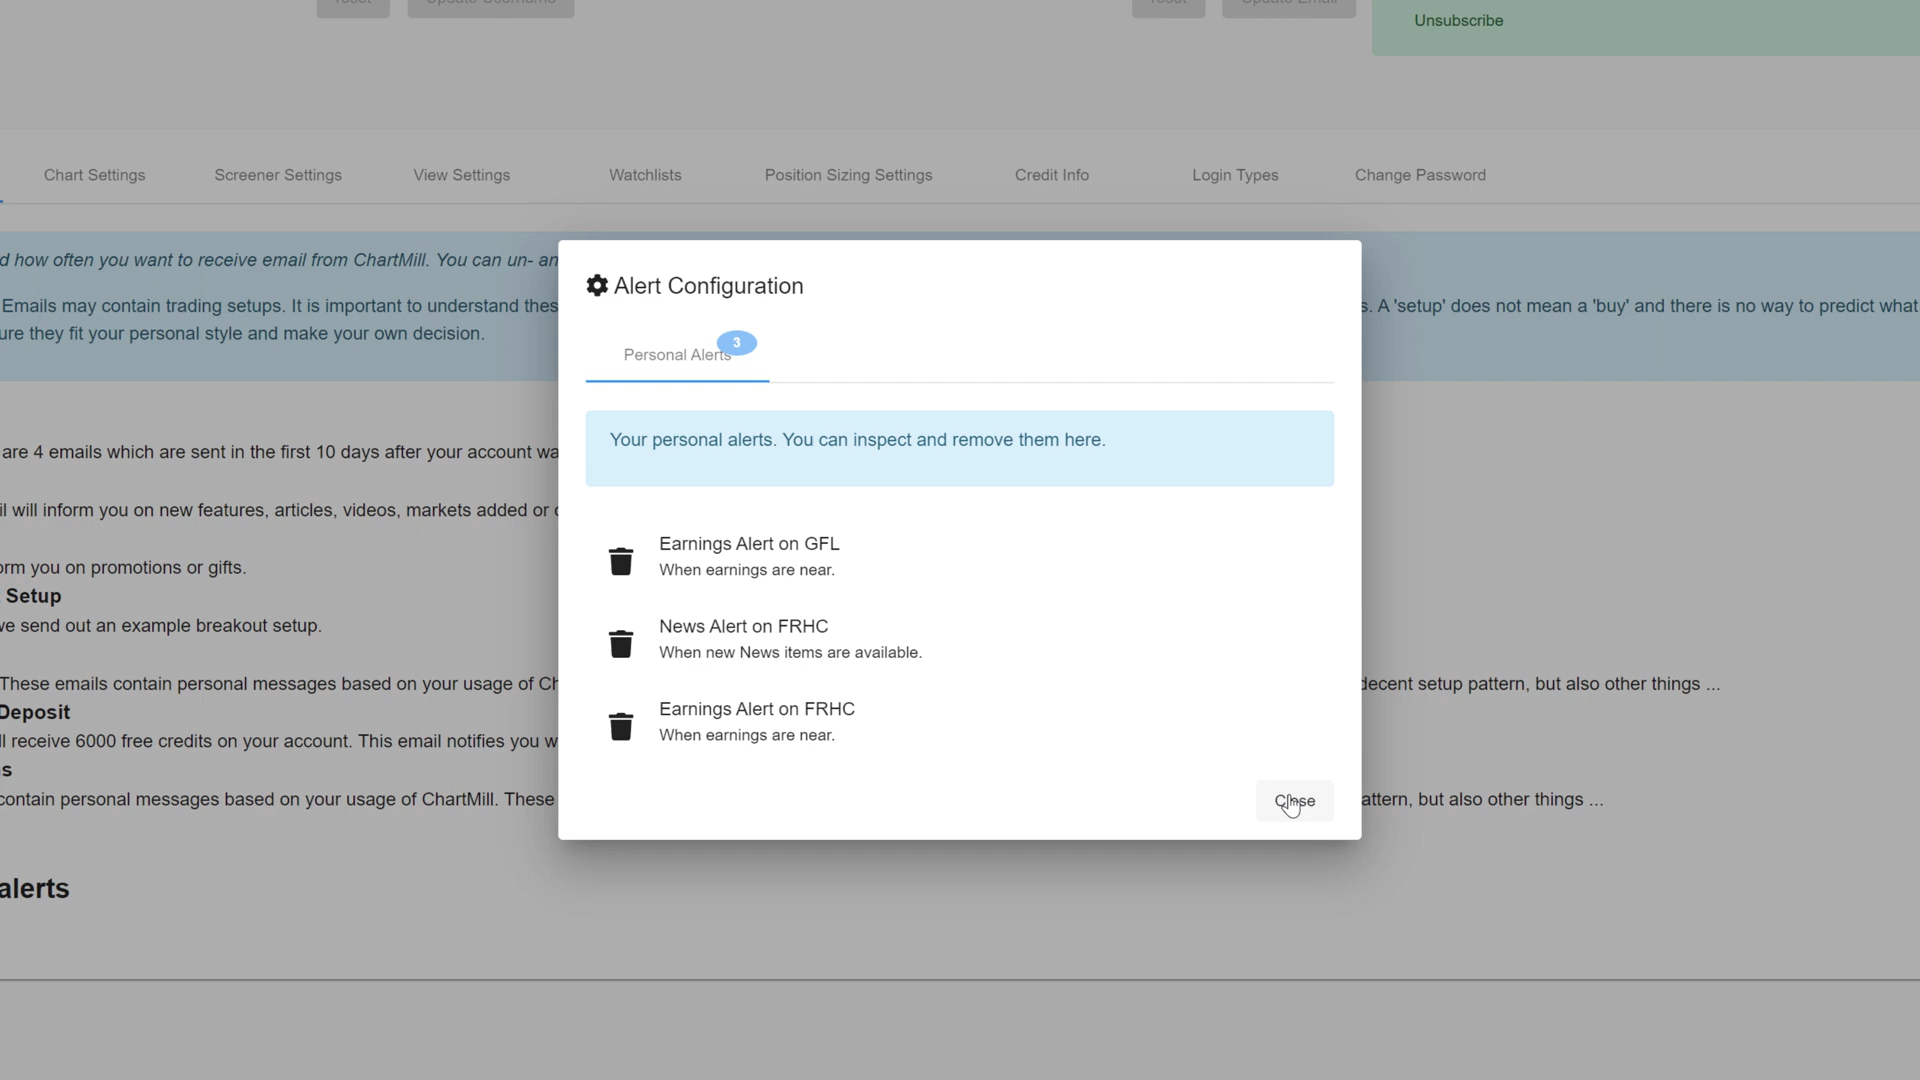 Unsubscribe
Chart Settings Screener Settings View Settings Watchlists Position Sizing Settings Credit Info Login Types Change Password
d how often you want to receive email from ChartMill. You can un- an
Emails may contain trading setups. It is important to understand thes
s. A 'setup' does not mean a 'buy' and there is no way to predict what
ure they fit your personal style and make your own decision.
Alert Configuration
Personal Alerts 3
Your personal alerts. You can inspect and remove them here.
Earnings Alert on GFL
When earnings are near.
News Alert on FRHC
When new News items are available.
Earnings Alert on FRHC
When earnings are near.
Close
are 4 emails which are sent in the first 10 days after your account wa
il will inform you on new features, articles, videos, markets added or
orm you on promotions or gifts.
Setup
we send out an example breakout setup.
These emails contain personal messages based on your usage of Ch
decent setup pattern, but also other things ...
Deposit
ll receive 6000 free credits on your account. This email notifies you w
s
contain personal messages based on your usage of ChartMill. These
attern, but also other things ...
alerts